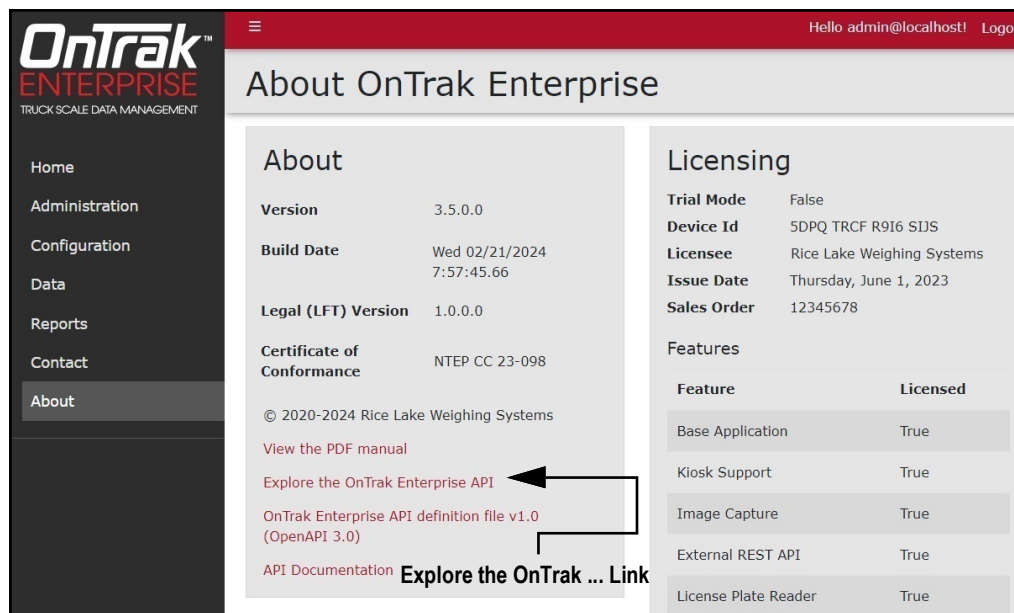 OnTrak™
ENTERPRISE
TRUCK SCALE DATA MANAGEMENT
Home
Administration
Configuration
Data
Reports
Contact
About
☰
Hello admin@localhost! Logo
About OnTrak Enterprise
About
Version 3.5.0.0
Build Date Wed 02/21/2024
7:57:45.66
Legal (LFT) Version 1.0.0.0
Certificate of
Conformance NTEP CC 23-098
© 2020-2024 Rice Lake Weighing Systems
View the PDF manual
Explore the OnTrak Enterprise API
OnTrak Enterprise API definition file v1.0
(OpenAPI 3.0)
API Documentation
Explore the OnTrak ... Link
Licensing
Trial Mode False
Device Id 5DPQ TRCF R9I6 SIJS
Licensee Rice Lake Weighing Systems
Issue Date Thursday, June 1, 2023
Sales Order 12345678
Features
Feature Licensed
Base Application True
Kiosk Support True
Image Capture True
External REST API True
License Plate Reader True